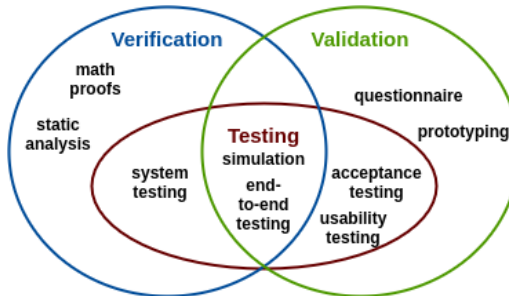 Verification
Validation
math
proofs
static
analysis
questionnaire
prototyping
Testing
simulation
system
testing
end-
to-end
testing
acceptance
testing
usability
testing